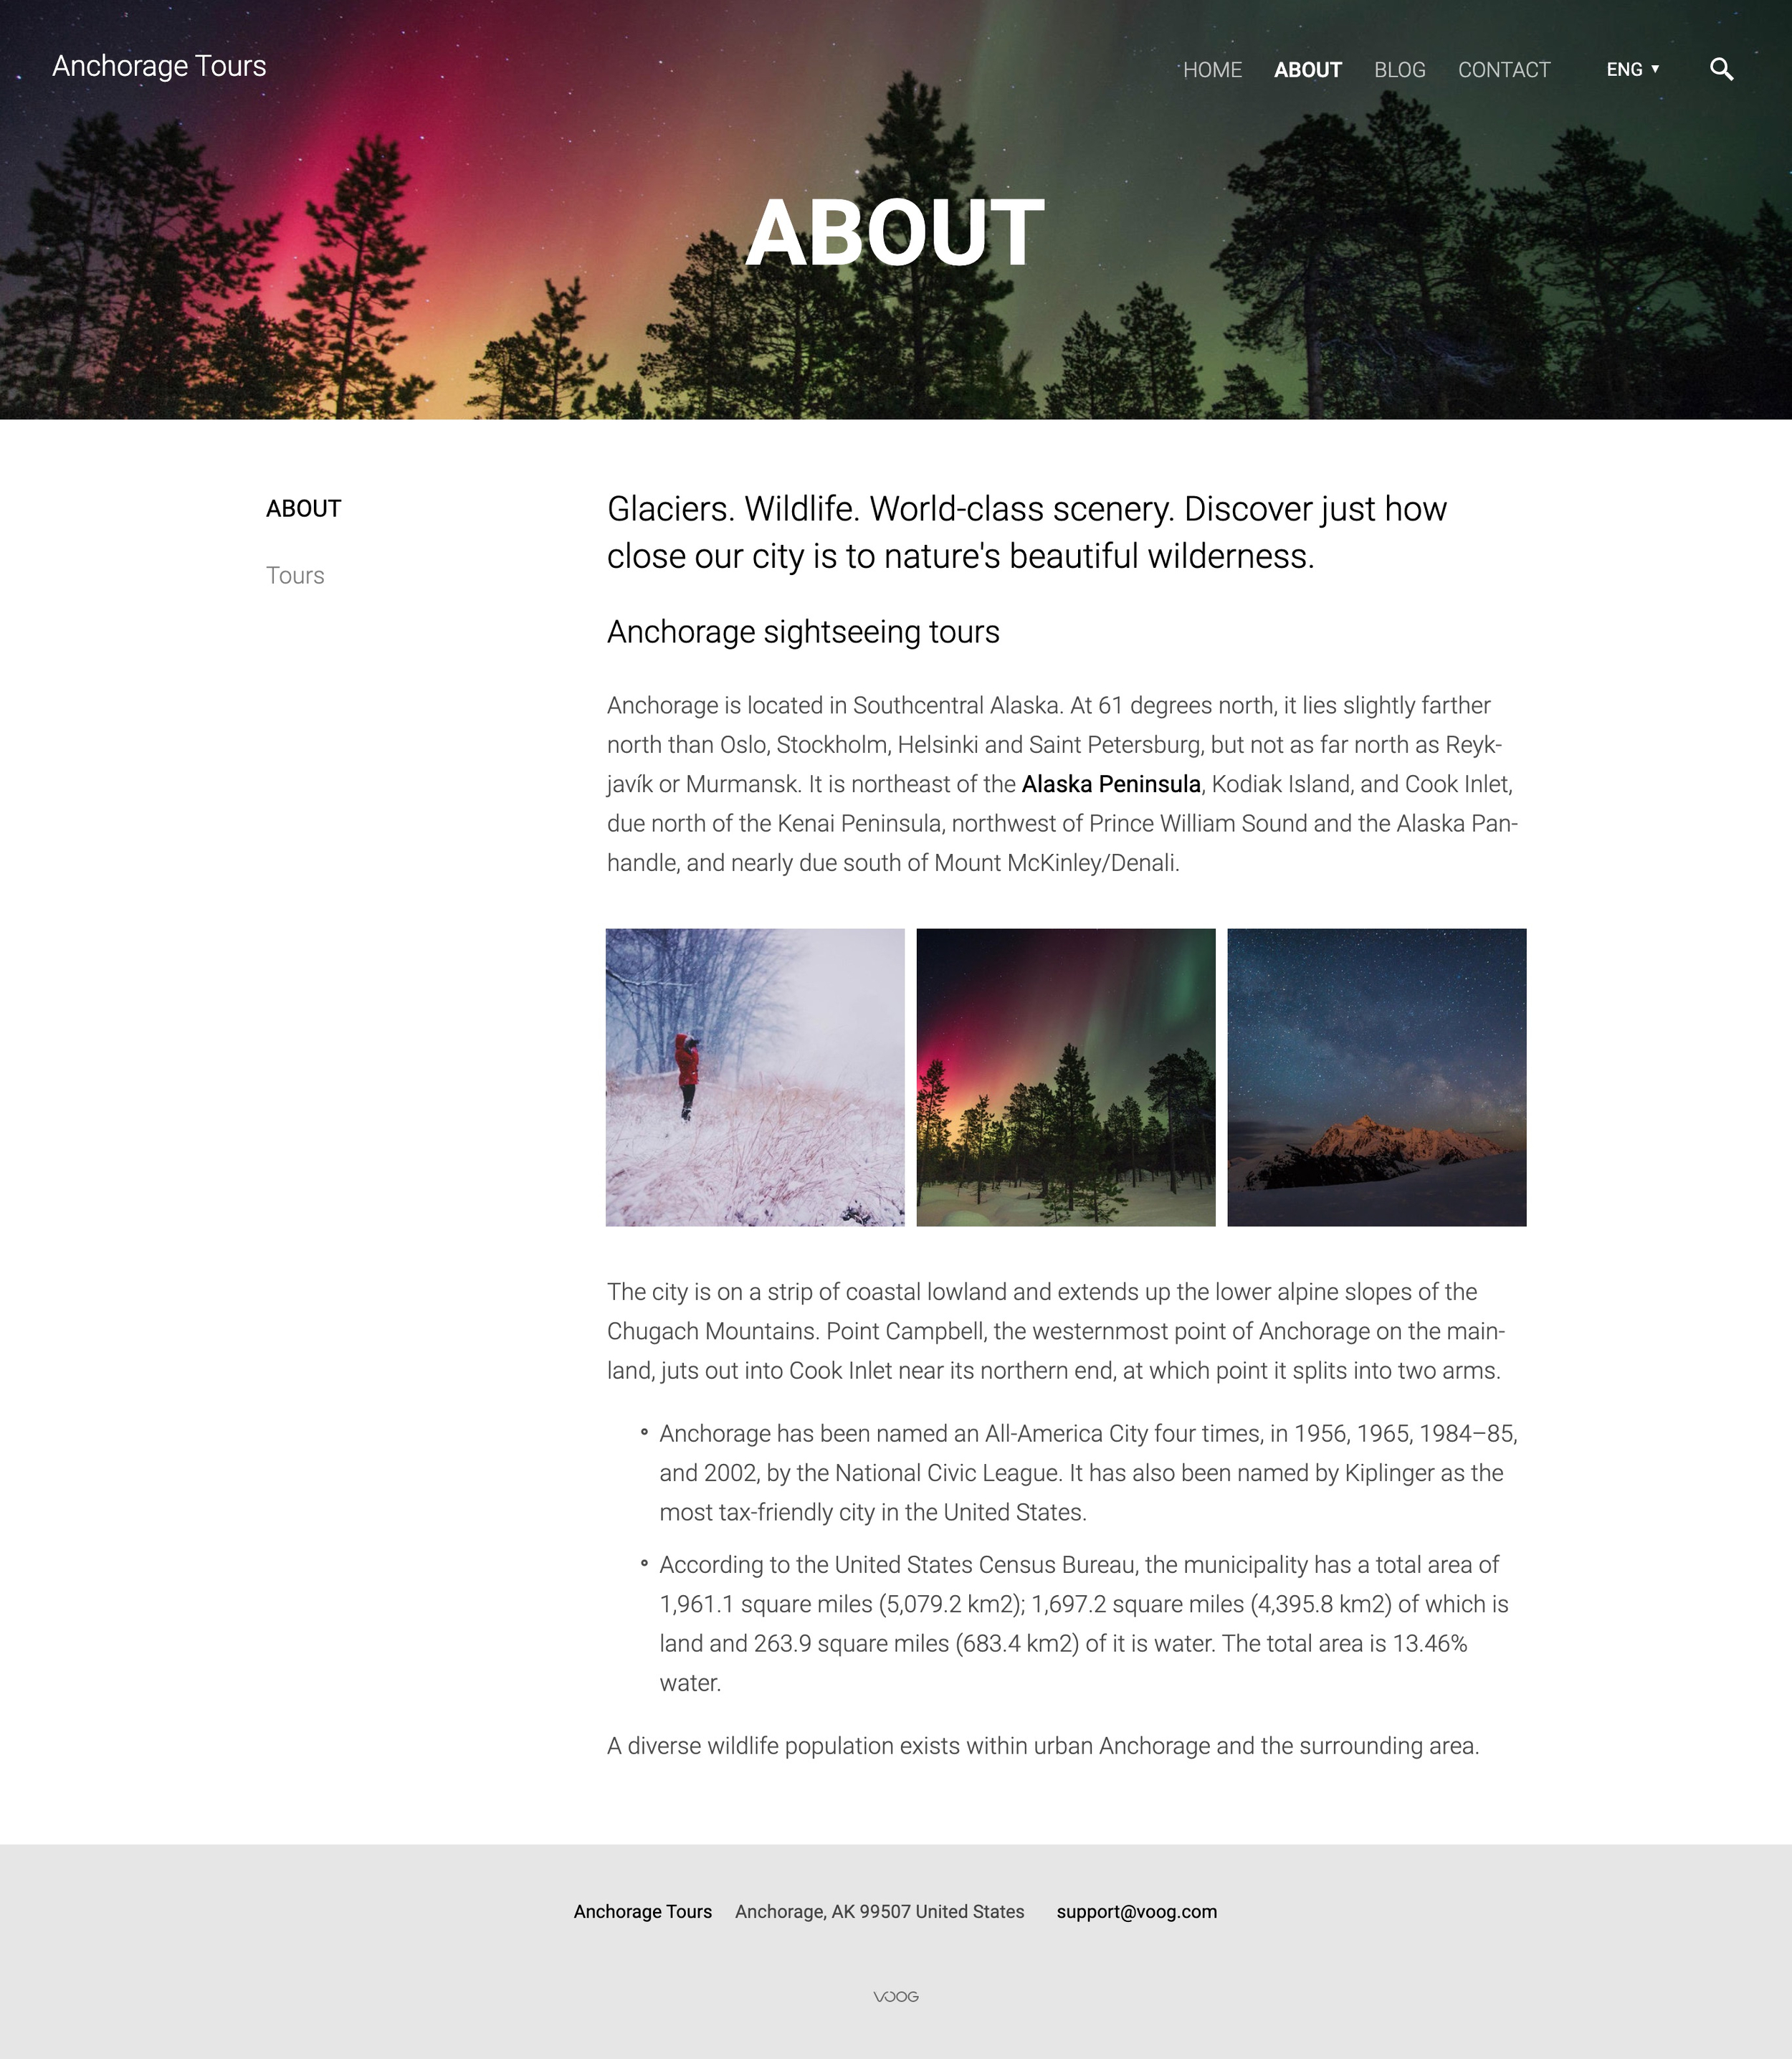 Anchorage Tours
HOME ABOUT BLOG CONTACT ENG ▼
ABOUT
ABOUT
Tours
Glaciers. Wildlife. World-class scenery. Discover just how
close our city is to nature's beautiful wilderness.
Anchorage sightseeing tours
Anchorage is located in Southcentral Alaska. At 61 degrees north, it lies slightly farther
north than Oslo, Stockholm, Helsinki and Saint Petersburg, but not as far north as Reyk-
javík or Murmansk. It is northeast of the Alaska Peninsula, Kodiak Island, and Cook Inlet,
due north of the Kenai Peninsula, northwest of Prince William Sound and the Alaska Pan-
handle, and nearly due south of Mount McKinley/Denali.
The city is on a strip of coastal lowland and extends up the lower alpine slopes of the
Chugach Mountains. Point Campbell, the westernmost point of Anchorage on the main-
land, juts out into Cook Inlet near its northern end, at which point it splits into two arms.
Anchorage has been named an All-America City four times, in 1956, 1965, 1984–85,
and 2002, by the National Civic League. It has also been named by Kiplinger as the
most tax-friendly city in the United States.
According to the United States Census Bureau, the municipality has a total area of
1,961.1 square miles (5,079.2 km2); 1,697.2 square miles (4,395.8 km2) of which is
land and 263.9 square miles (683.4 km2) of it is water. The total area is 13.46%
water.
A diverse wildlife population exists within urban Anchorage and the surrounding area.
Anchorage Tours Anchorage, AK 99507 United States support@voog.com
VOOG